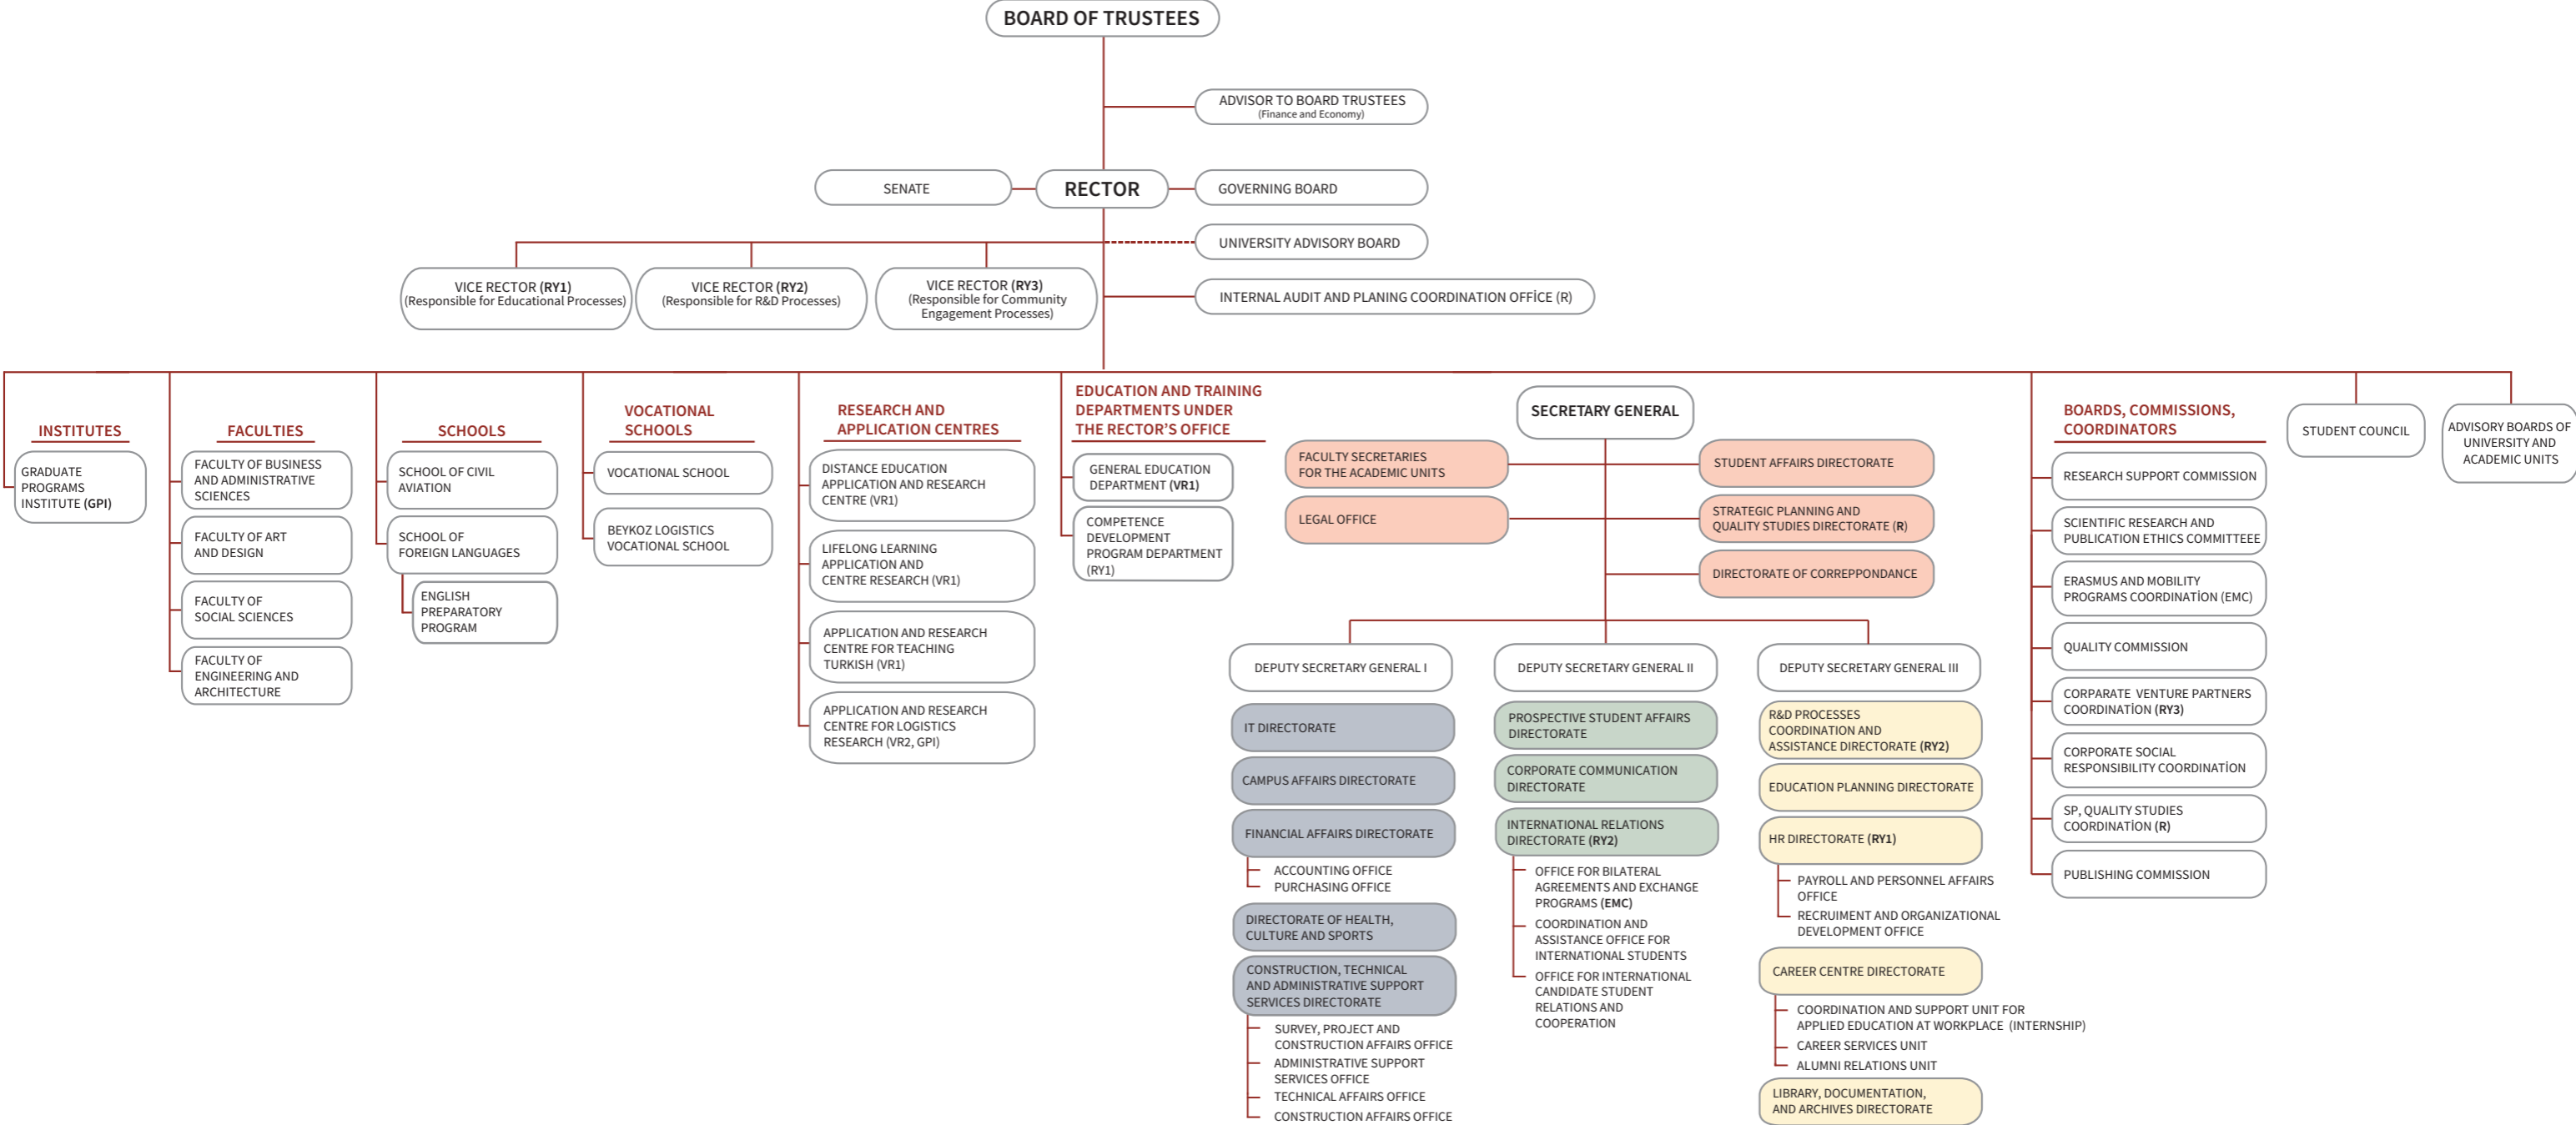 BOARD OF TRUSTEES
ADVISOR TO BOARD TRUSTEES
(Finance and Economy)
SENATE
RECTOR
GOVERNING BOARD
UNIVERSITY ADVISORY BOARD
VICE RECTOR (RY1)
(Responsible for Educational Processes)
VICE RECTOR (RY2)
(Responsible for R&D Processes)
VICE RECTOR (RY3)
(Responsible for Community
Engagement Processes)
INTERNAL AUDIT AND PLANING COORDINATION OFFİCE (R)
INSTITUTES
GRADUATE
PROGRAMS
INSTITUTE (GPI)
FACULTIES
FACULTY OF BUSINESS
AND ADMINISTRATIVE
SCIENCES
FACULTY OF ART
AND DESIGN
FACULTY OF
SOCIAL SCIENCES
FACULTY OF
ENGINEERING AND
ARCHITECTURE
SCHOOLS
SCHOOL OF CIVIL
AVIATION
SCHOOL OF
FOREIGN LANGUAGES
ENGLISH
PREPARATORY
PROGRAM
VOCATIONAL
SCHOOLS
VOCATIONAL SCHOOL
BEYKOZ LOGISTICS
VOCATIONAL SCHOOL
RESEARCH AND
APPLICATION CENTRES
DISTANCE EDUCATION
APPLICATION AND RESEARCH
CENTRE (VR1)
LIFELONG LEARNING
APPLICATION AND
CENTRE RESEARCH (VR1)
APPLICATION AND RESEARCH
CENTRE FOR TEACHING
TURKISH (VR1)
APPLICATION AND RESEARCH
CENTRE FOR LOGISTICS
RESEARCH (VR2, GPI)
EDUCATION AND TRAINING
DEPARTMENTS UNDER
THE RECTOR'S OFFICE
GENERAL EDUCATION
DEPARTMENT (VR1)
COMPETENCE
DEVELOPMENT
PROGRAM DEPARTMENT
(RY1)
SECRETARY GENERAL
FACULTY SECRETARIES
FOR THE ACADEMIC UNITS
LEGAL OFFICE
STUDENT AFFAIRS DIRECTORATE
STRATEGIC PLANNING AND
QUALITY STUDIES DIRECTORATE (R)
DIRECTORATE OF CORREPPONDANCE
DEPUTY SECRETARY GENERAL I
IT DIRECTORATE
CAMPUS AFFAIRS DIRECTORATE
FINANCIAL AFFAIRS DIRECTORATE
ACCOUNTING OFFICE
PURCHASING OFFICE
DIRECTORATE OF HEALTH,
CULTURE AND SPORTS
CONSTRUCTION, TECHNICAL
AND ADMINISTRATIVE SUPPORT
SERVICES DIRECTORATE
SURVEY, PROJECT AND
CONSTRUCTION AFFAIRS OFFICE
ADMINISTRATIVE SUPPORT
SERVICES OFFICE
TECHNICAL AFFAIRS OFFICE
CONSTRUCTION AFFAIRS OFFICE
DEPUTY SECRETARY GENERAL II
PROSPECTIVE STUDENT AFFAIRS
DIRECTORATE
CORPORATE COMMUNICATION
DIRECTORATE
INTERNATIONAL RELATIONS
DIRECTORATE (RY2)
OFFICE FOR BILATERAL
AGREEMENTS AND EXCHANGE
PROGRAMS (EMC)
COORDINATION AND
ASSISTANCE OFFICE FOR
INTERNATIONAL STUDENTS
OFFICE FOR INTERNATIONAL
CANDIDATE STUDENT
RELATIONS AND
COOPERATION
DEPUTY SECRETARY GENERAL III
R&D PROCESSES
COORDINATION AND
ASSISTANCE DIRECTORATE (RY2)
EDUCATION PLANNING DIRECTORATE
HR DIRECTORATE (RY1)
PAYROLL AND PERSONNEL AFFAIRS
OFFICE
RECRUIMENT AND ORGANIZATIONAL
DEVELOPMENT OFFICE
CAREER CENTRE DIRECTORATE
COORDINATION AND SUPPORT UNIT FOR
APPLIED EDUCATION AT WORKPLACE (INTERNSHIP)
CAREER SERVICES UNIT
ALUMNI RELATIONS UNIT
LIBRARY, DOCUMENTATION,
AND ARCHIVES DIRECTORATE
BOARDS, COMMISSIONS,
COORDINATORS
RESEARCH SUPPORT COMMISSION
SCIENTIFIC RESEARCH AND
PUBLICATION ETHICS COMMITTEEE
ERASMUS AND MOBILITY
PROGRAMS COORDINATİON (EMC)
QUALITY COMMISSION
CORPARATE VENTURE PARTNERS
COORDINATİON (RY3)
CORPORATE SOCIAL
RESPONSIBILITY COORDINATİON
SP, QUALITY STUDIES
COORDINATİON (R)
PUBLISHING COMMISSION
STUDENT COUNCIL
ADVISORY BOARDS OF
UNIVERSITY AND
ACADEMIC UNITS